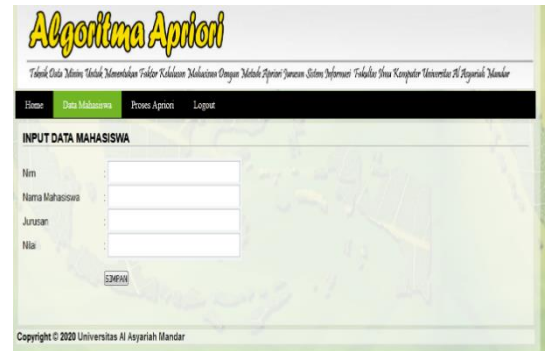 Algoritma Apriori
Teknik Data Minim Untuk Menentukan Faktor Kelulusan Mahasiswa Dengan Metode Apriori Jurusan Sistem Informasi Fakultas Ilmu Komputer Universitas Al Asyariah Mandar
Home Data Mahasiswa Proses Apriori Logout
INPUT DATA MAHASISWA
Nim :
Nama Mahasiswa :
Jurusan :
Nilai :
SIMPAN
Copyright © 2020 Universitas Al Asyariah Mandar